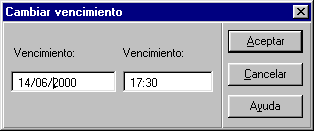 Cambiar vencimiento
Vencimiento: Vencimiento:
14/06/2000 17:30
Aceptar
Cancelar
Ayuda